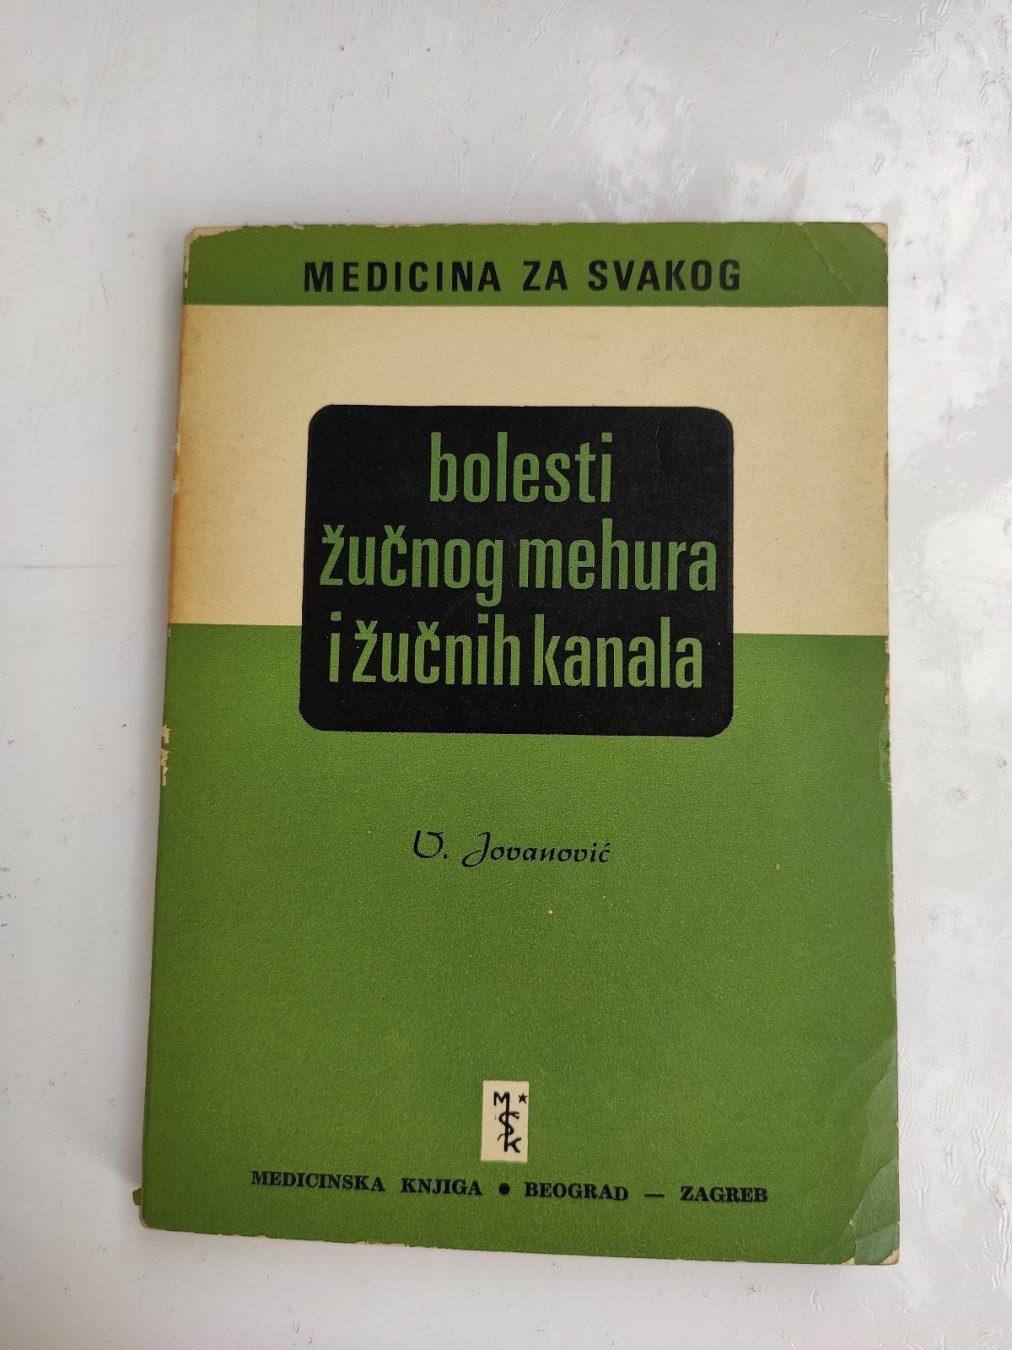 MEDICINA ZA SVAKOG
bolesti
žučnog mehura
i žučnih kanala
V. Jovanović
M★
S
K
MEDICINSKA KNJIGA ● BEOGRAD — ZAGREB